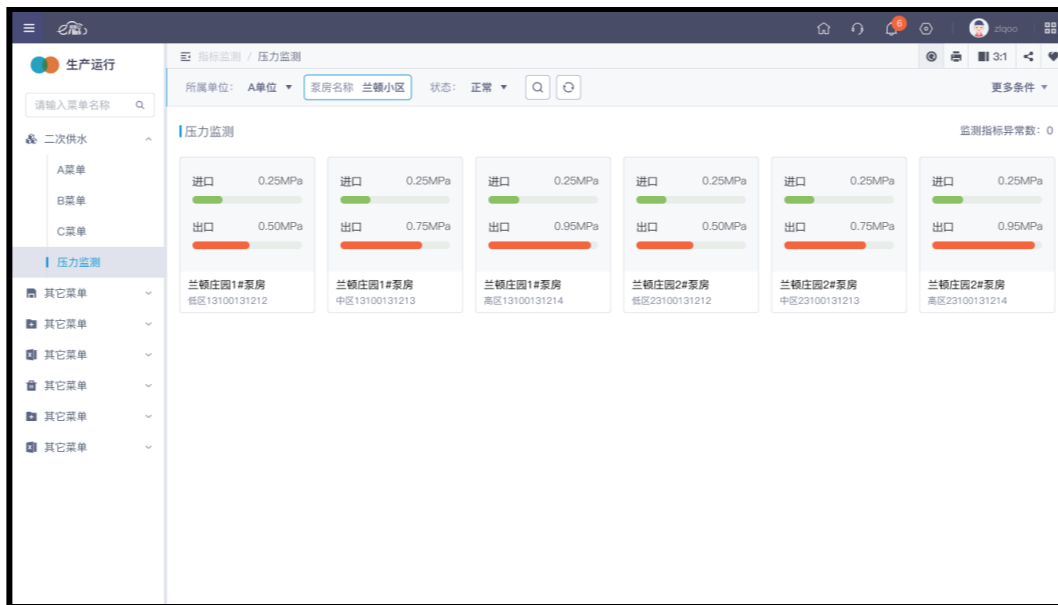 6
zlqoo
生产运行
指标监测 / 压力监测
3:1
所属单位： A单位 泵房名称 兰顿小区 状态： 正常 更多条件
请输入菜单名称
二次供水
A菜单
B菜单
C菜单
压力监测
其它菜单
其它菜单
其它菜单
其它菜单
其它菜单
其它菜单
压力监测 监测指标异常数：0
进口 0.25MPa
出口 0.50MPa
兰顿庄园1#泵房
低区13100131212
进口 0.25MPa
出口 0.75MPa
兰顿庄园1#泵房
中区13100131213
进口 0.25MPa
出口 0.95MPa
兰顿庄园1#泵房
高区13100131214
进口 0.25MPa
出口 0.50MPa
兰顿庄园2#泵房
低区23100131212
进口 0.25MPa
出口 0.75MPa
兰顿庄园2#泵房
中区23100131213
进口 0.25MPa
出口 0.95MPa
兰顿庄园2#泵房
高区23100131214